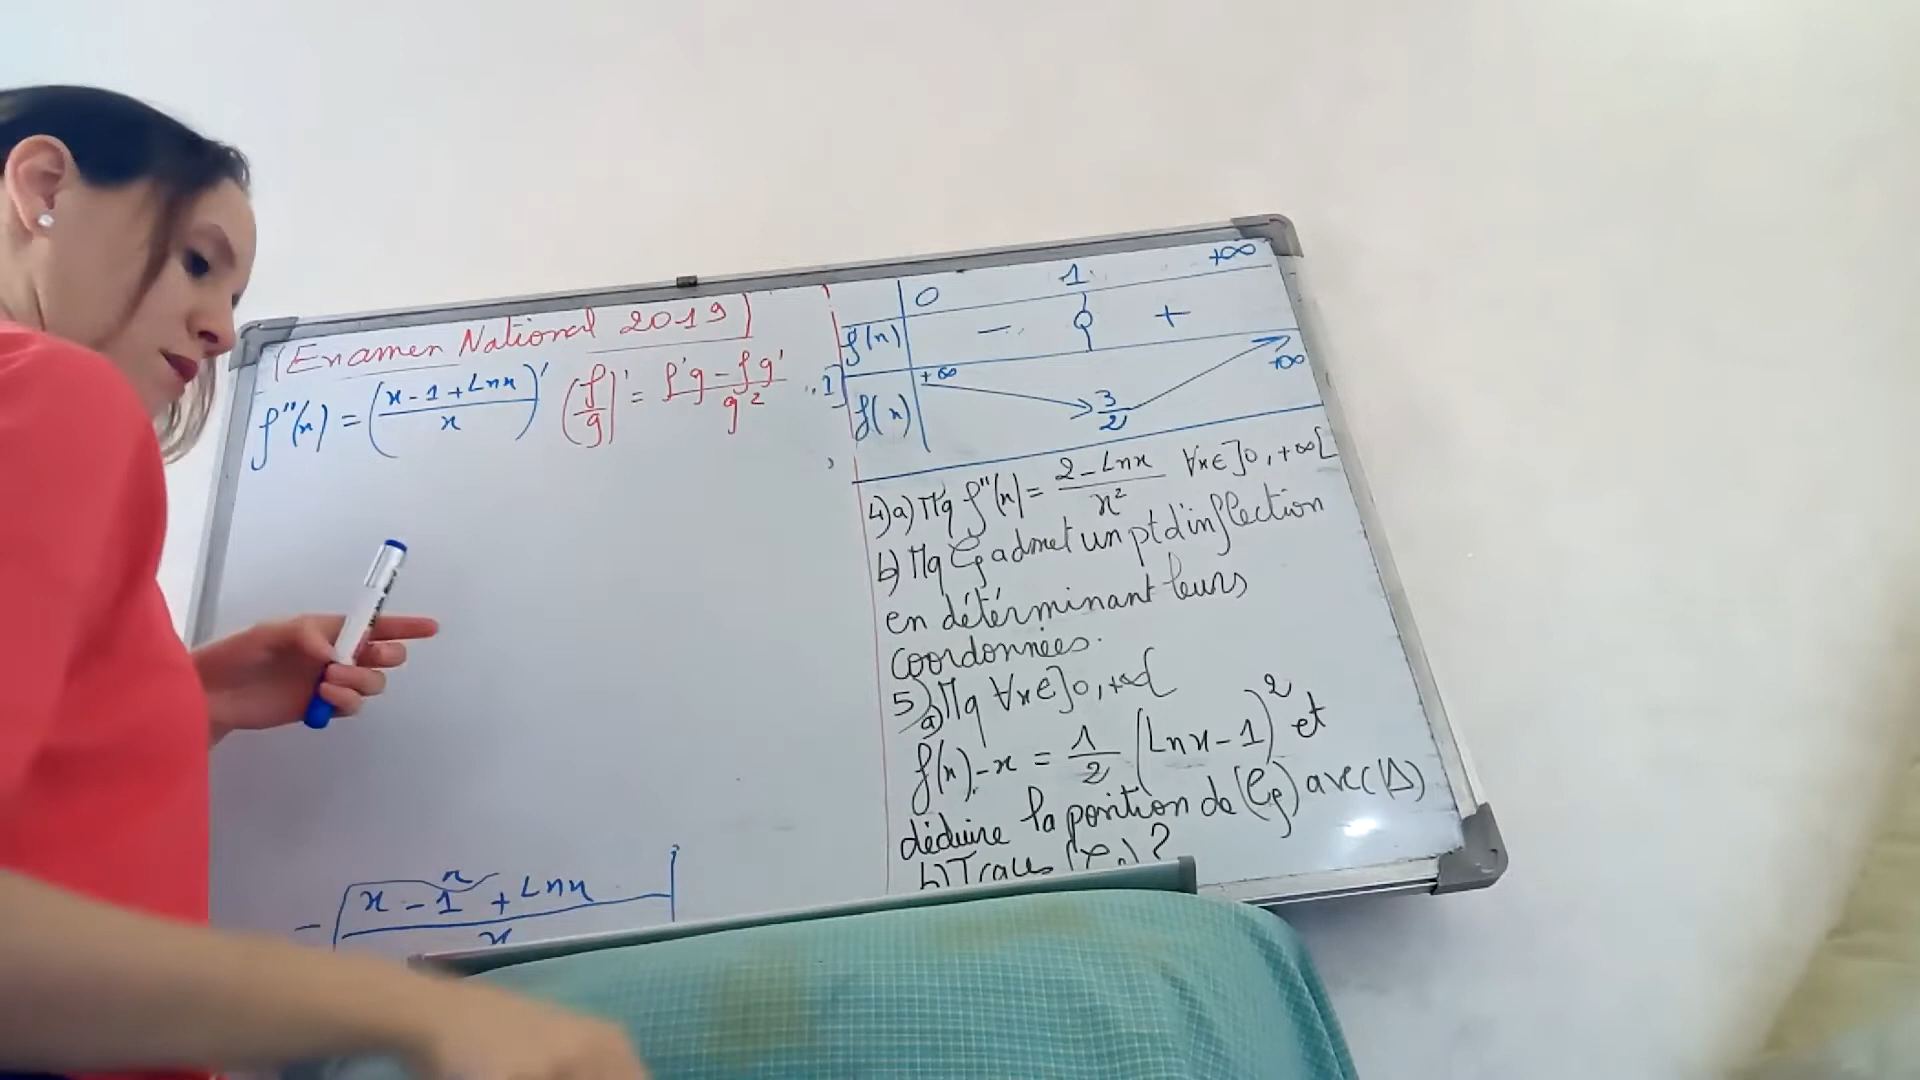 (Examen National 2019)
f''(x) = ((x - 1 + Lnx)/x)' (f/g)' = (f'g - fg')/g²
x - 1 + Lnx
x
0 1 +∞
f(x) - 0 +
f(x) +∞ 3/2 +∞
4) a) Mq f''(x) = (2 - Lnx)/x² ∀x∈]0, +∞[
b) Mq Cf admet un pt d'inflection
en déterminant leurs
coordonnées.
5) a) Mq ∀x∈]0, +∞[
f(x) - x = 1/2 (Lnx - 1)² et
déduire la position de (Cf) avec (Δ)
b) Traces (Cf) ?